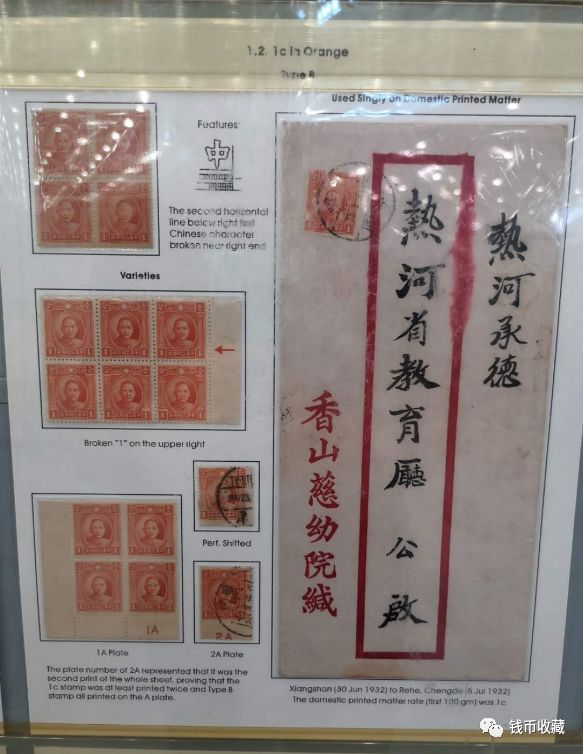 1.2. 1c in Orange
Type B
Features:
中
The second horizontal
line below right first
Chinese character
broken near right end
Varieties
Broken "1" on the upper right
Perf. Shifted
1A
2A
1A Plate
2A Plate
The plate number of 2A represented that it was the
second print of the whole sheet, proving that the
1c stamp was at least printed twice and Type B
stamp all printed on the A plate.
Used Singly on Domestic Printed Matter
熱河承德
熱河省教育廳 公啟
香山慈幼院緘
Xiangshan (30 Jun 1932) to Rehe, Chengde (5 Jul 1932)
The domestic printed matter rate (first 100 gm) was 1c
钱币收藏